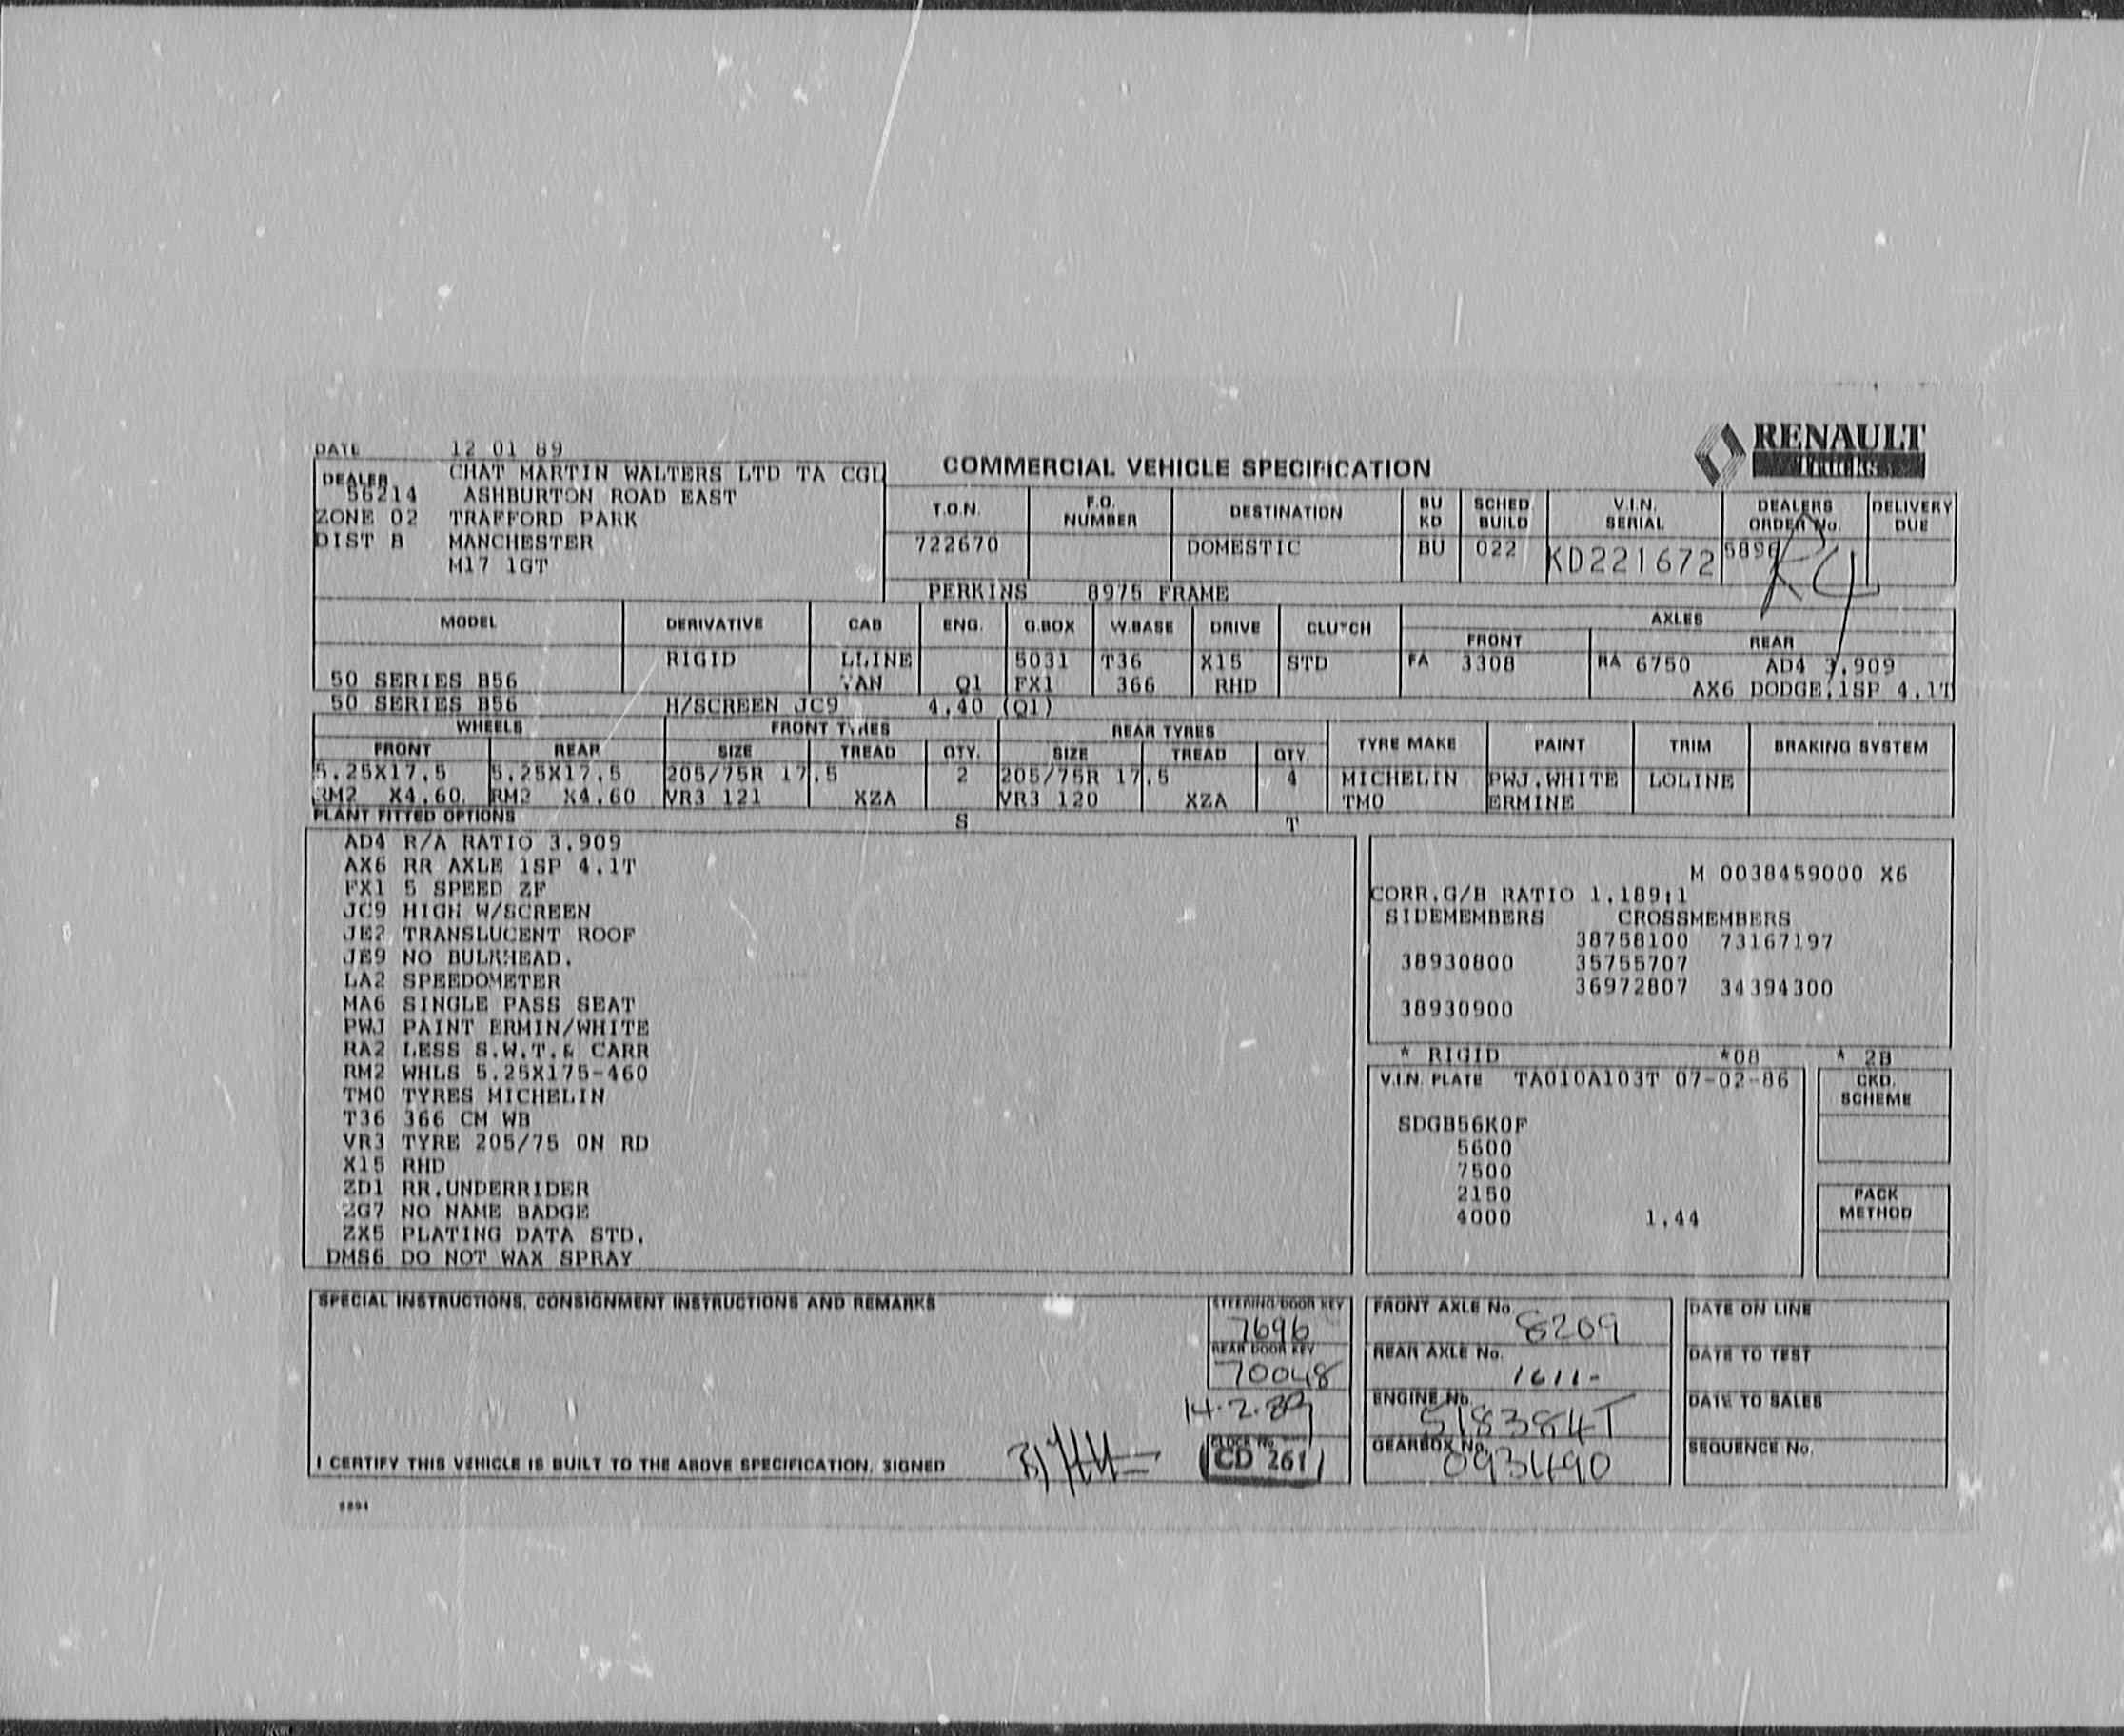 DATE 12 01 89
RENAULT
TRUCKS
COMMERCIAL VEHICLE SPECIFICATION
DEALER CHAT MARTIN WALTERS LTD TA CGL
56214 ASHBURTON ROAD EAST
ZONE 02 TRAFFORD PARK
DIST B MANCHESTER
M17 1GT
T.O.N. F.O. NUMBER DESTINATION BU KD SCHED BUILD V.I.N. SERIAL DEALERS ORDER No. DELIVERY DUE
722670 DOMESTIC BU 022 KD221672 5896
PERKINS 8975 FRAME
MODEL DERIVATIVE CAB ENG. G.BOX W.BASE DRIVE CLUTCH AXLES
FRONT REAR
RIGID LLINE 5031 T36 X15 STD FA 3308 RA 6750 AD4 3.909
50 SERIES B56 VAN Q1 FX1 366 RHD AX6 DODGE.1SP 4.1T
50 SERIES B56 H/SCREEN JC9 4.40 (Q1)
WHEELS FRONT TYRES REAR TYRES TYRE MAKE PAINT TRIM BRAKING SYSTEM
FRONT REAR SIZE TREAD QTY. SIZE TREAD QTY.
5.25X17.5 5.25X17.5 205/75R 17.5 2 205/75R 17.5 4 MICHELIN PWJ.WHITE LOLINE
RM2 X4.60 RM2 X4.60 VR3 121 XZA VR3 120 XZA TM0 ERMINE
PLANT FITTED OPTIONS S T
AD4 R/A RATIO 3.909
AX6 RR AXLE 1SP 4.1T
FX1 5 SPEED ZF
JC9 HIGH W/SCREEN
JE2 TRANSLUCENT ROOF
JE9 NO BULKHEAD.
LA2 SPEEDOMETER
MA6 SINGLE PASS SEAT
PWJ PAINT ERMIN/WHITE
RA2 LESS S.W.T.& CARR
RM2 WHLS 5.25X175-460
TM0 TYRES MICHELIN
T36 366 CM WB
VR3 TYRE 205/75 ON RD
X15 RHD
ZD1 RR.UNDERRIDER
ZG7 NO NAME BADGE
ZX5 PLATING DATA STD.
DMS6 DO NOT WAX SPRAY
M 0038459000 X6
CORR.G/B RATIO 1.189:1
SIDEMEMBERS CROSSMEMBERS
38758100 73167197
38930800 35755707
36972807 34394300
38930900
* RIGID *08 * 2B
V.I.N. PLATE TA010A103T 07-02-86
SDGB56K0F
5600
7500
2150
4000 1.44
CKD. SCHEME
PACK METHOD
SPECIAL INSTRUCTIONS, CONSIGNMENT INSTRUCTIONS AND REMARKS
STEERING/DOOR KEY
7696
REAR DOOR KEY
70048
14.2.89
CLOCK No.
CD 261
I CERTIFY THIS VEHICLE IS BUILT TO THE ABOVE SPECIFICATION, SIGNED
FRONT AXLE No. 8209
REAR AXLE No. 1611-
ENGINE No. 518384T
GEARBOX No. 093490
DATE ON LINE
DATE TO TEST
DATE TO SALES
SEQUENCE No.